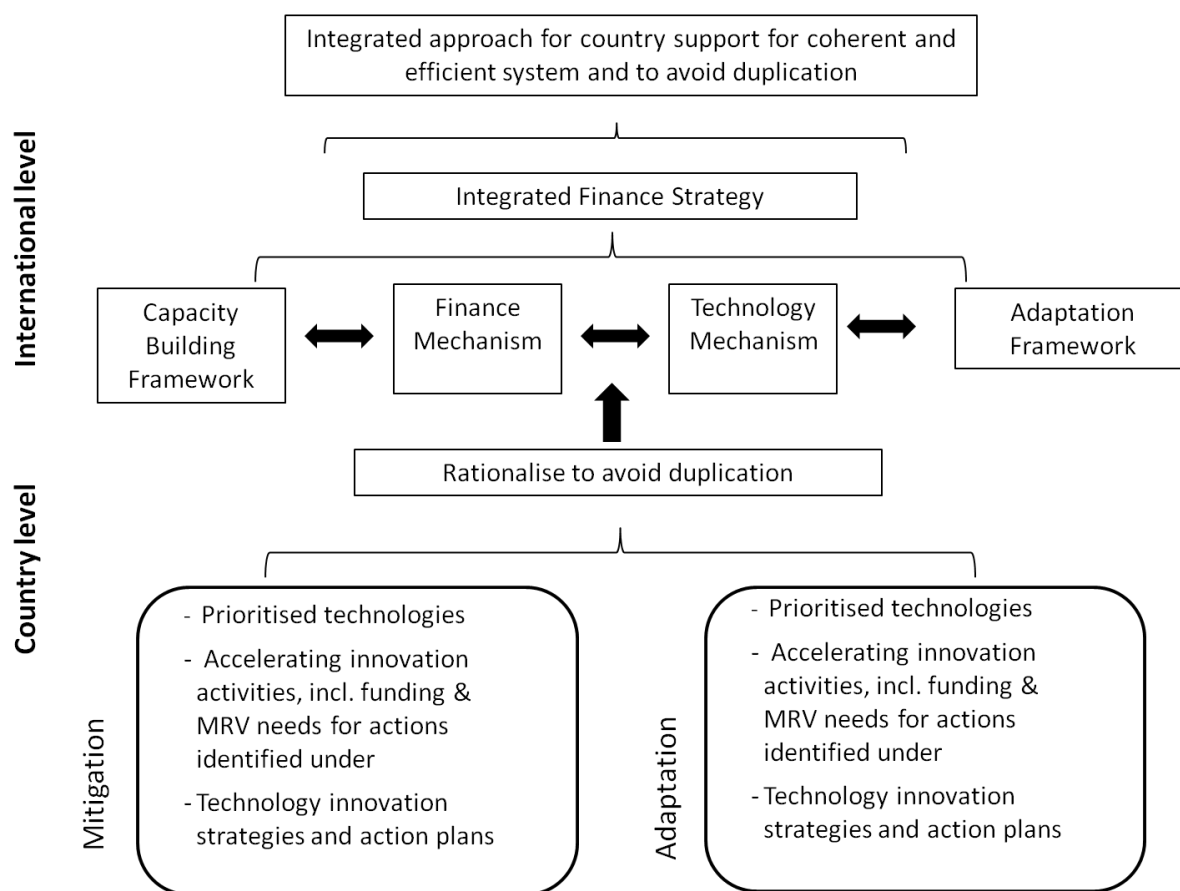 Integrated approach for country support for coherent and
efficient system and to avoid duplication
International level
Integrated Finance Strategy
Capacity
Building
Framework
Finance
Mechanism
Technology
Mechanism
Adaptation
Framework
Rationalise to avoid duplication
Country level
Mitigation
- Prioritised technologies
- Accelerating innovation
activities, incl. funding &
MRV needs for actions
identified under
- Technology innovation
strategies and action plans
Adaptation
- Prioritised technologies
- Accelerating innovation
activities, incl. funding &
MRV needs for actions
identified under
- Technology innovation
strategies and action plans